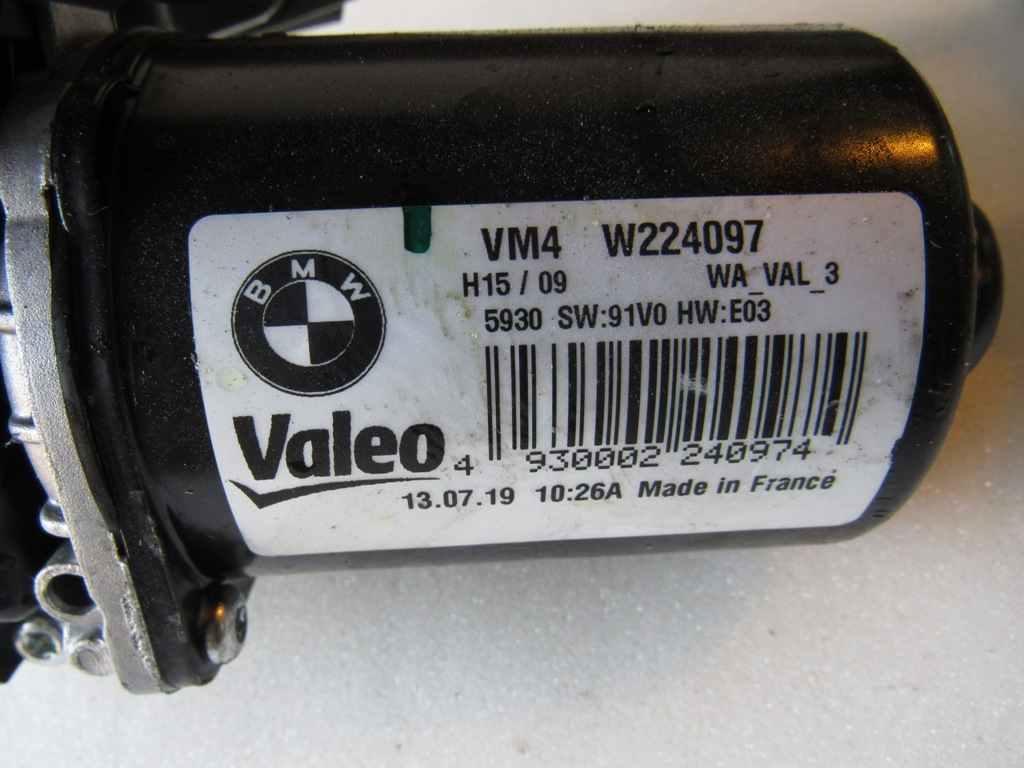 VM4 W224097
H15 / 09 WA_VAL_3
5930 SW:91V0 HW:E03
BMW
Valeo
4 930002 240974
13.07.19 10:26A Made in France